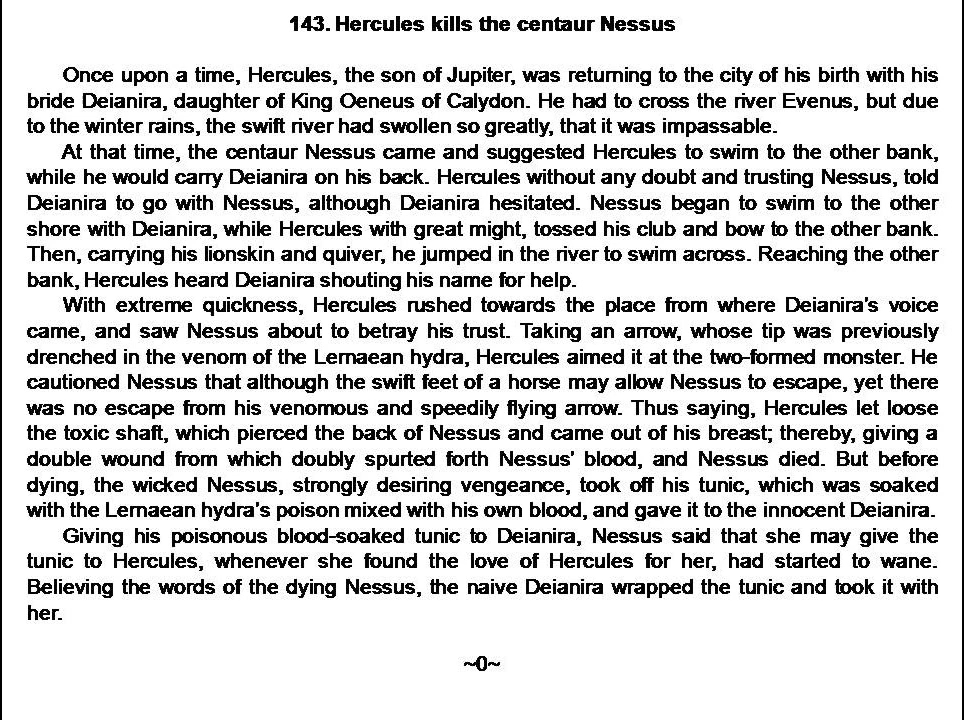 143. Hercules kills the centaur Nessus
Once upon a time, Hercules, the son of Jupiter, was returning to the city of his birth with his
bride Deianira, daughter of King Oeneus of Calydon. He had to cross the river Evenus, but due
to the winter rains, the swift river had swollen so greatly, that it was impassable.
At that time, the centaur Nessus came and suggested Hercules to swim to the other bank,
while he would carry Deianira on his back. Hercules without any doubt and trusting Nessus, told
Deianira to go with Nessus, although Deianira hesitated. Nessus began to swim to the other
shore with Deianira, while Hercules with great might, tossed his club and bow to the other bank.
Then, carrying his lionskin and quiver, he jumped in the river to swim across. Reaching the other
bank, Hercules heard Deianira shouting his name for help.
With extreme quickness, Hercules rushed towards the place from where Deianira's voice
came, and saw Nessus about to betray his trust. Taking an arrow, whose tip was previously
drenched in the venom of the Lernaean hydra, Hercules aimed it at the two-formed monster. He
cautioned Nessus that although the swift feet of a horse may allow Nessus to escape, yet there
was no escape from his venomous and speedily flying arrow. Thus saying, Hercules let loose
the toxic shaft, which pierced the back of Nessus and came out of his breast; thereby, giving a
double wound from which doubly spurted forth Nessus' blood, and Nessus died. But before
dying, the wicked Nessus, strongly desiring vengeance, took off his tunic, which was soaked
with the Lernaean hydra's poison mixed with his own blood, and gave it to the innocent Deianira.
Giving his poisonous blood-soaked tunic to Deianira, Nessus said that she may give the
tunic to Hercules, whenever she found the love of Hercules for her, had started to wane.
Believing the words of the dying Nessus, the naive Deianira wrapped the tunic and took it with
her.
~0~